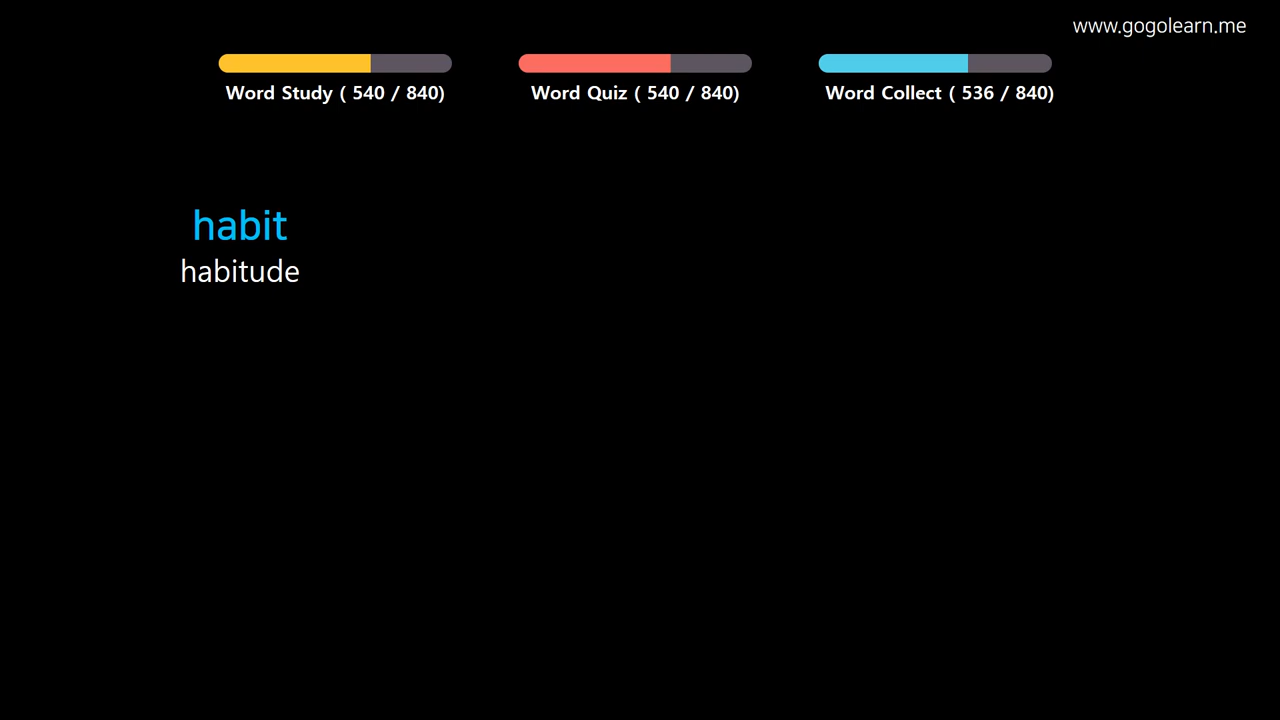 www.gogolearn.me
Word Study ( 540 / 840)
Word Quiz ( 540 / 840)
Word Collect ( 536 / 840)
habit
habitude